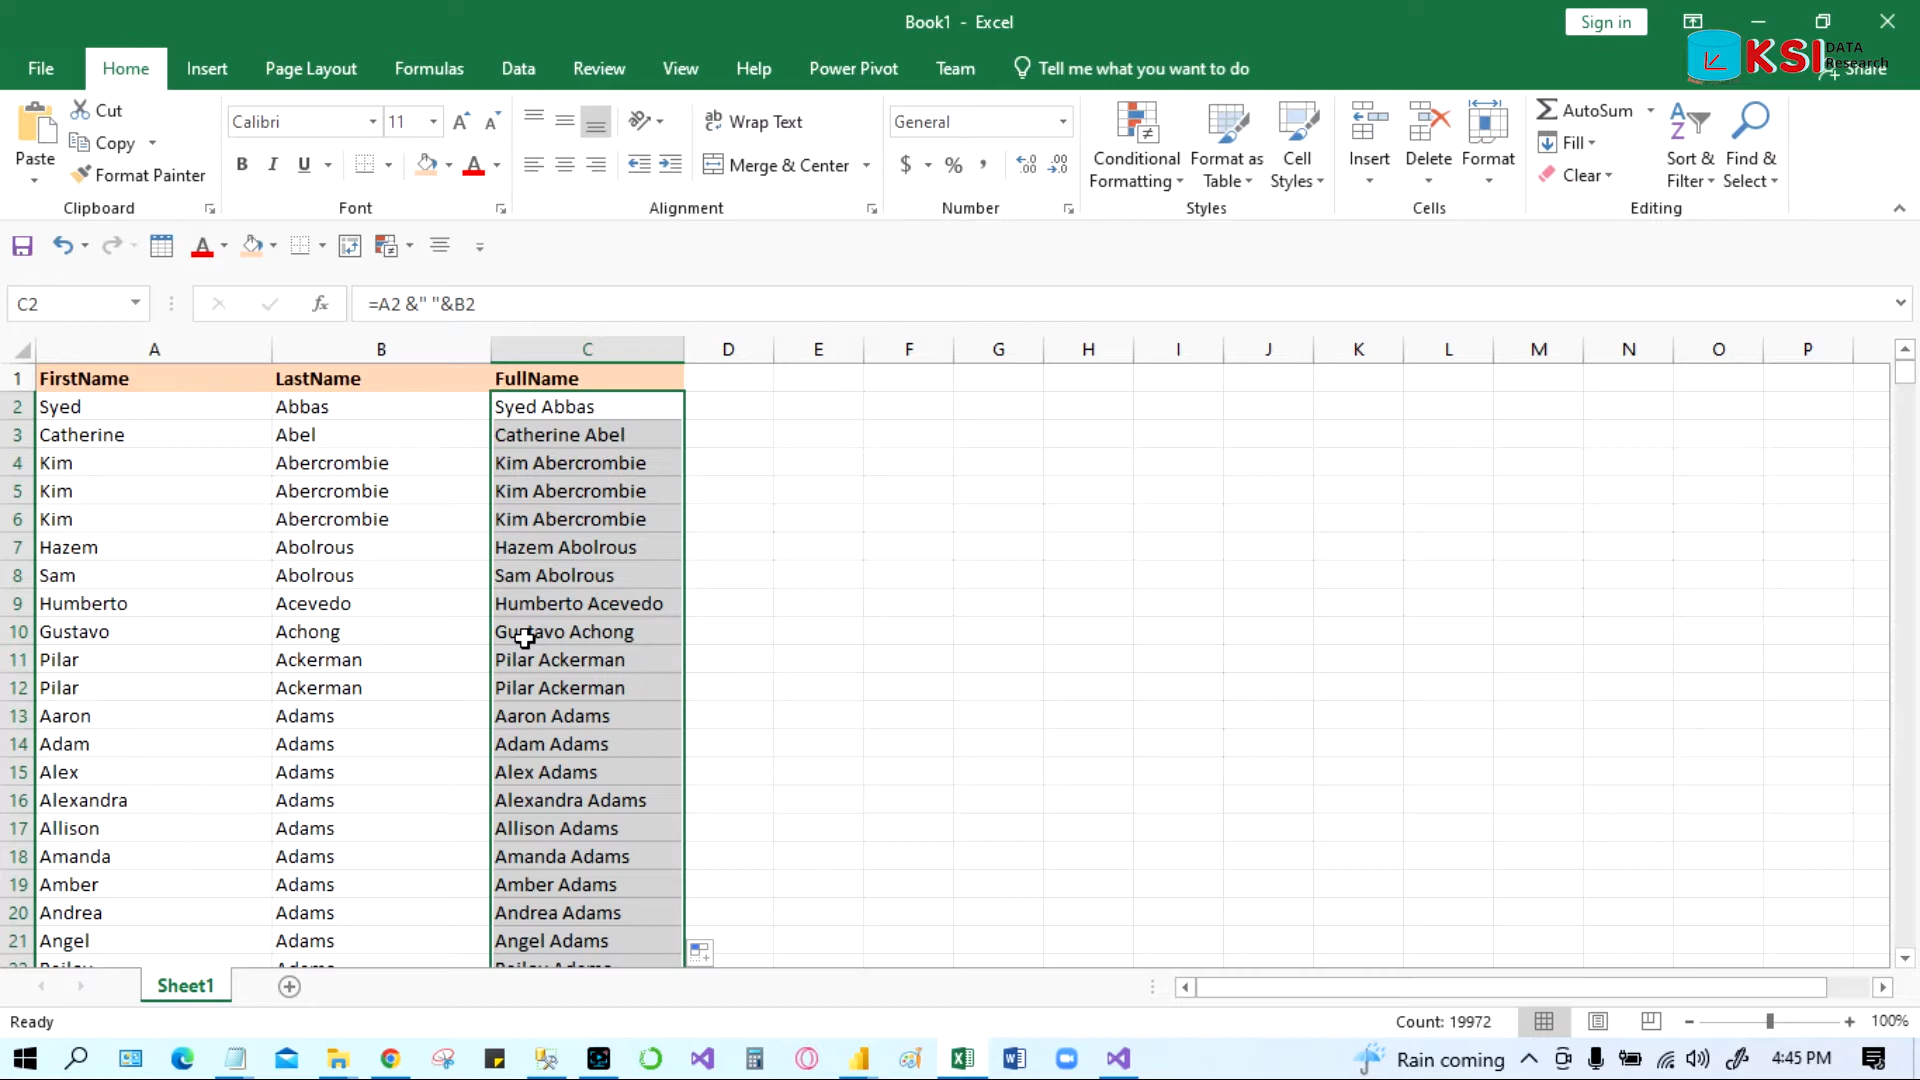 Book1 - Excel
Sign in
File Home Insert Page Layout Formulas Data Review View Help Power Pivot Team Tell me what you want to do Share
KSI DATA Research
Cut
Copy
Format Painter
Paste
Clipboard
Calibri 11
B I U
Font
ab Wrap Text
Merge & Center
Alignment
General
$ % ,
Number
Conditional Formatting
Format as Table
Cell Styles
Styles
Insert
Delete
Format
Cells
AutoSum
Fill
Clear
Sort & Filter
Find & Select
Editing
C2 fx =A2 &" "&B2
A B C D E F G H I J K L M N O P
1 FirstName LastName FullName
2 Syed Abbas Syed Abbas
3 Catherine Abel Catherine Abel
4 Kim Abercrombie Kim Abercrombie
5 Kim Abercrombie Kim Abercrombie
6 Kim Abercrombie Kim Abercrombie
7 Hazem Abolrous Hazem Abolrous
8 Sam Abolrous Sam Abolrous
9 Humberto Acevedo Humberto Acevedo
10 Gustavo Achong Gustavo Achong
11 Pilar Ackerman Pilar Ackerman
12 Pilar Ackerman Pilar Ackerman
13 Aaron Adams Aaron Adams
14 Adam Adams Adam Adams
15 Alex Adams Alex Adams
16 Alexandra Adams Alexandra Adams
17 Allison Adams Allison Adams
18 Amanda Adams Amanda Adams
19 Amber Adams Amber Adams
20 Andrea Adams Andrea Adams
21 Angel Adams Angel Adams
Sheet1
Ready Count: 19972 100%
Rain coming 4:45 PM